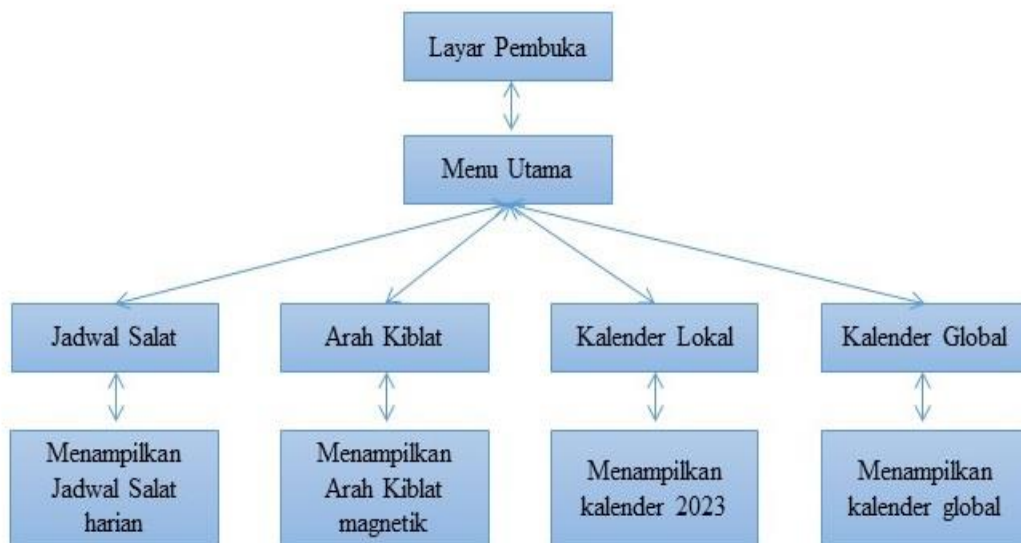 Layar Pembuka
Menu Utama
Jadwal Salat
Arah Kiblat
Kalender Lokal
Kalender Global
Menampilkan
Jadwal Salat
harian
Menampilkan
Arah Kiblat
magnetik
Menampilkan
kalender 2023
Menampilkan
kalender global